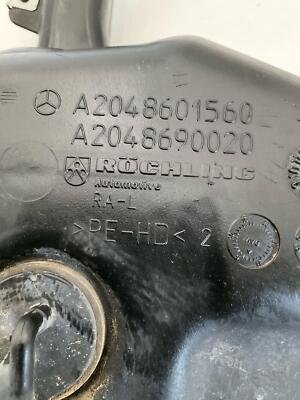 A2048601560
A2048690020
RÖCHLING
Automotive
RA-L
>PE-HD< 2